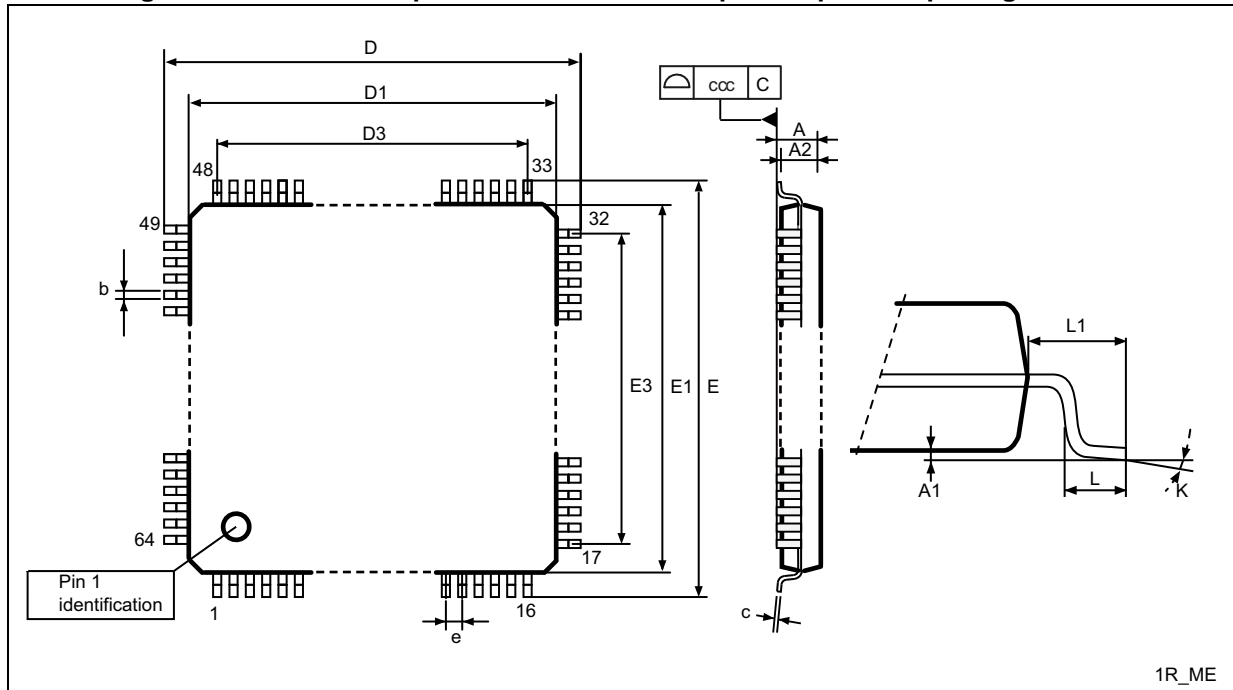 D
D1
D3
ccc C
A
A2
48
33
49
32
b
E3
E1
E
L1
A1
L
K
64
17
Pin 1
identification
1
16
e
c
1R_ME